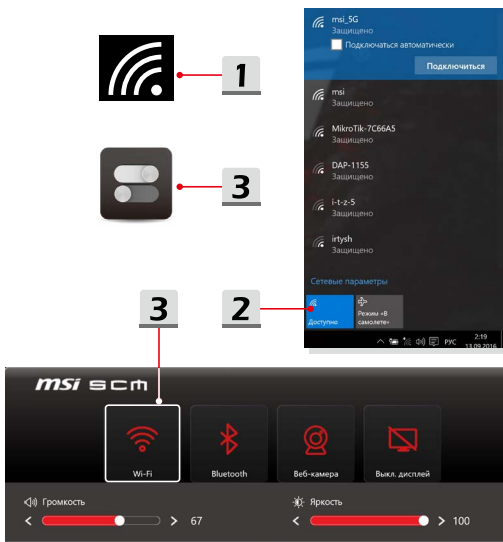 1
3
msi_5G
Защищено
Подключаться автоматически
Подключиться
msi
Защищено
MikroTik-7C66A5
Защищено
DAP-1155
Защищено
i-t-z-5
Защищено
irtysh
Защищено
Сетевые параметры
2
Доступно
Режим «В
самолете»
РУС
2:19
13.09.2016
3
msi SCM
Wi-Fi
Bluetooth
Веб-камера
Выкл. дисплей
Громкость
67
Яркость
100